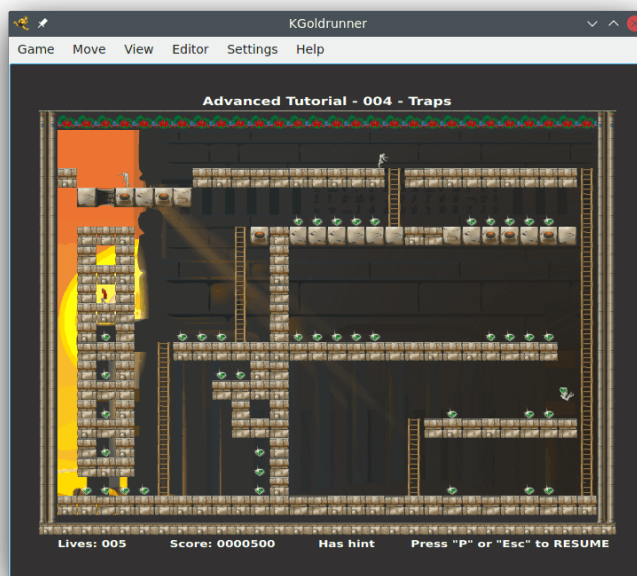 KGoldrunner
Game Move View Editor Settings Help
Advanced Tutorial - 004 - Traps
Lives: 005 Score: 0000500 Has hint Press "P" or "Esc" to RESUME